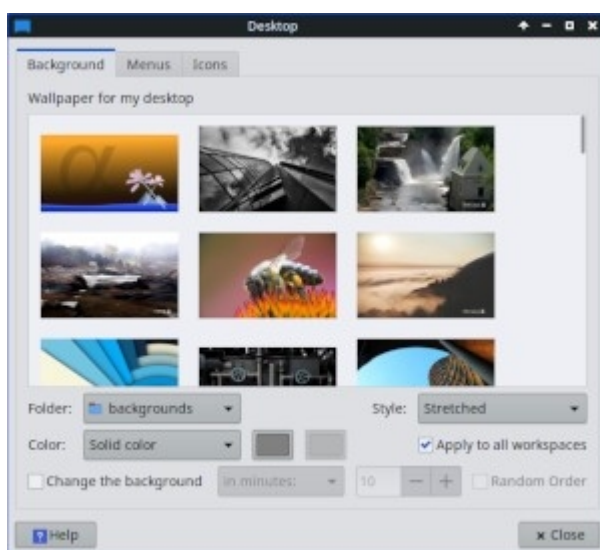 Desktop
Background Menus Icons
Wallpaper for my desktop
α
Folder: backgrounds Style: Stretched
Color: Solid color Apply to all workspaces
Change the background in minutes: 10 Random Order
Help Close